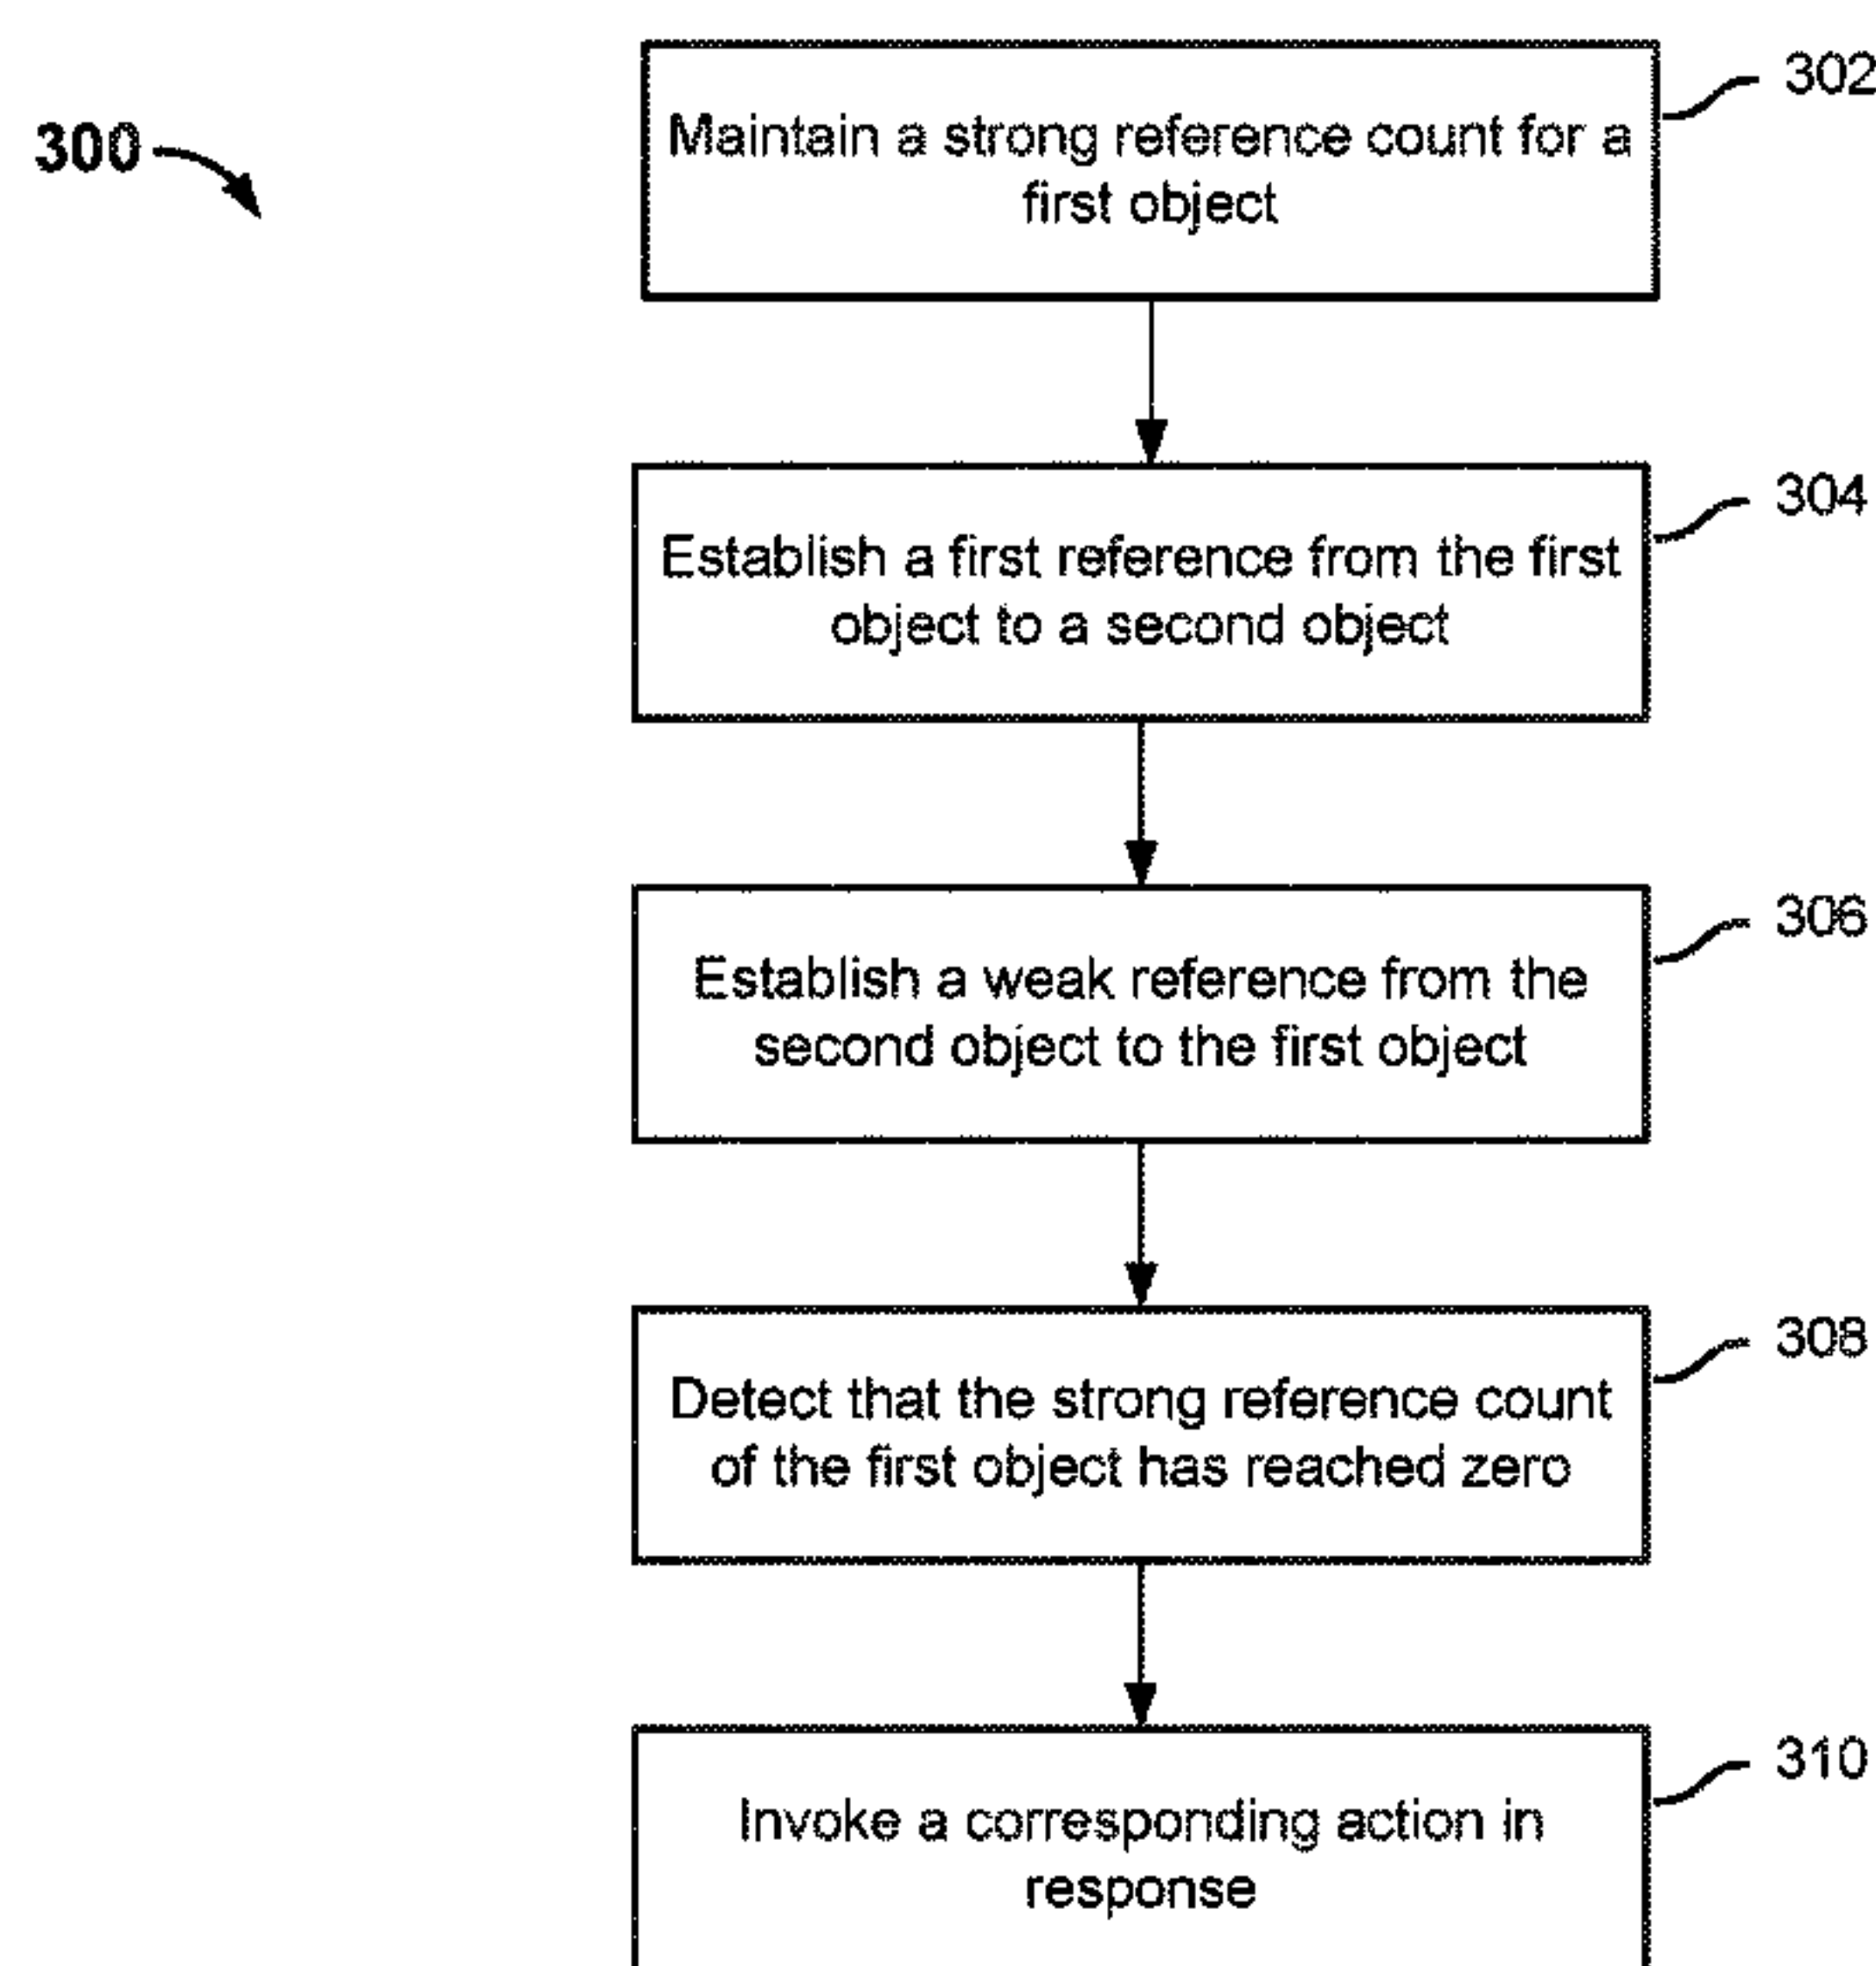 300
302
Maintain a strong reference count for a
first object
304
Establish a first reference from the first
object to a second object
306
Establish a weak reference from the
second object to the first object
308
Detect that the strong reference count
of the first object has reached zero
310
Invoke a corresponding action in
response